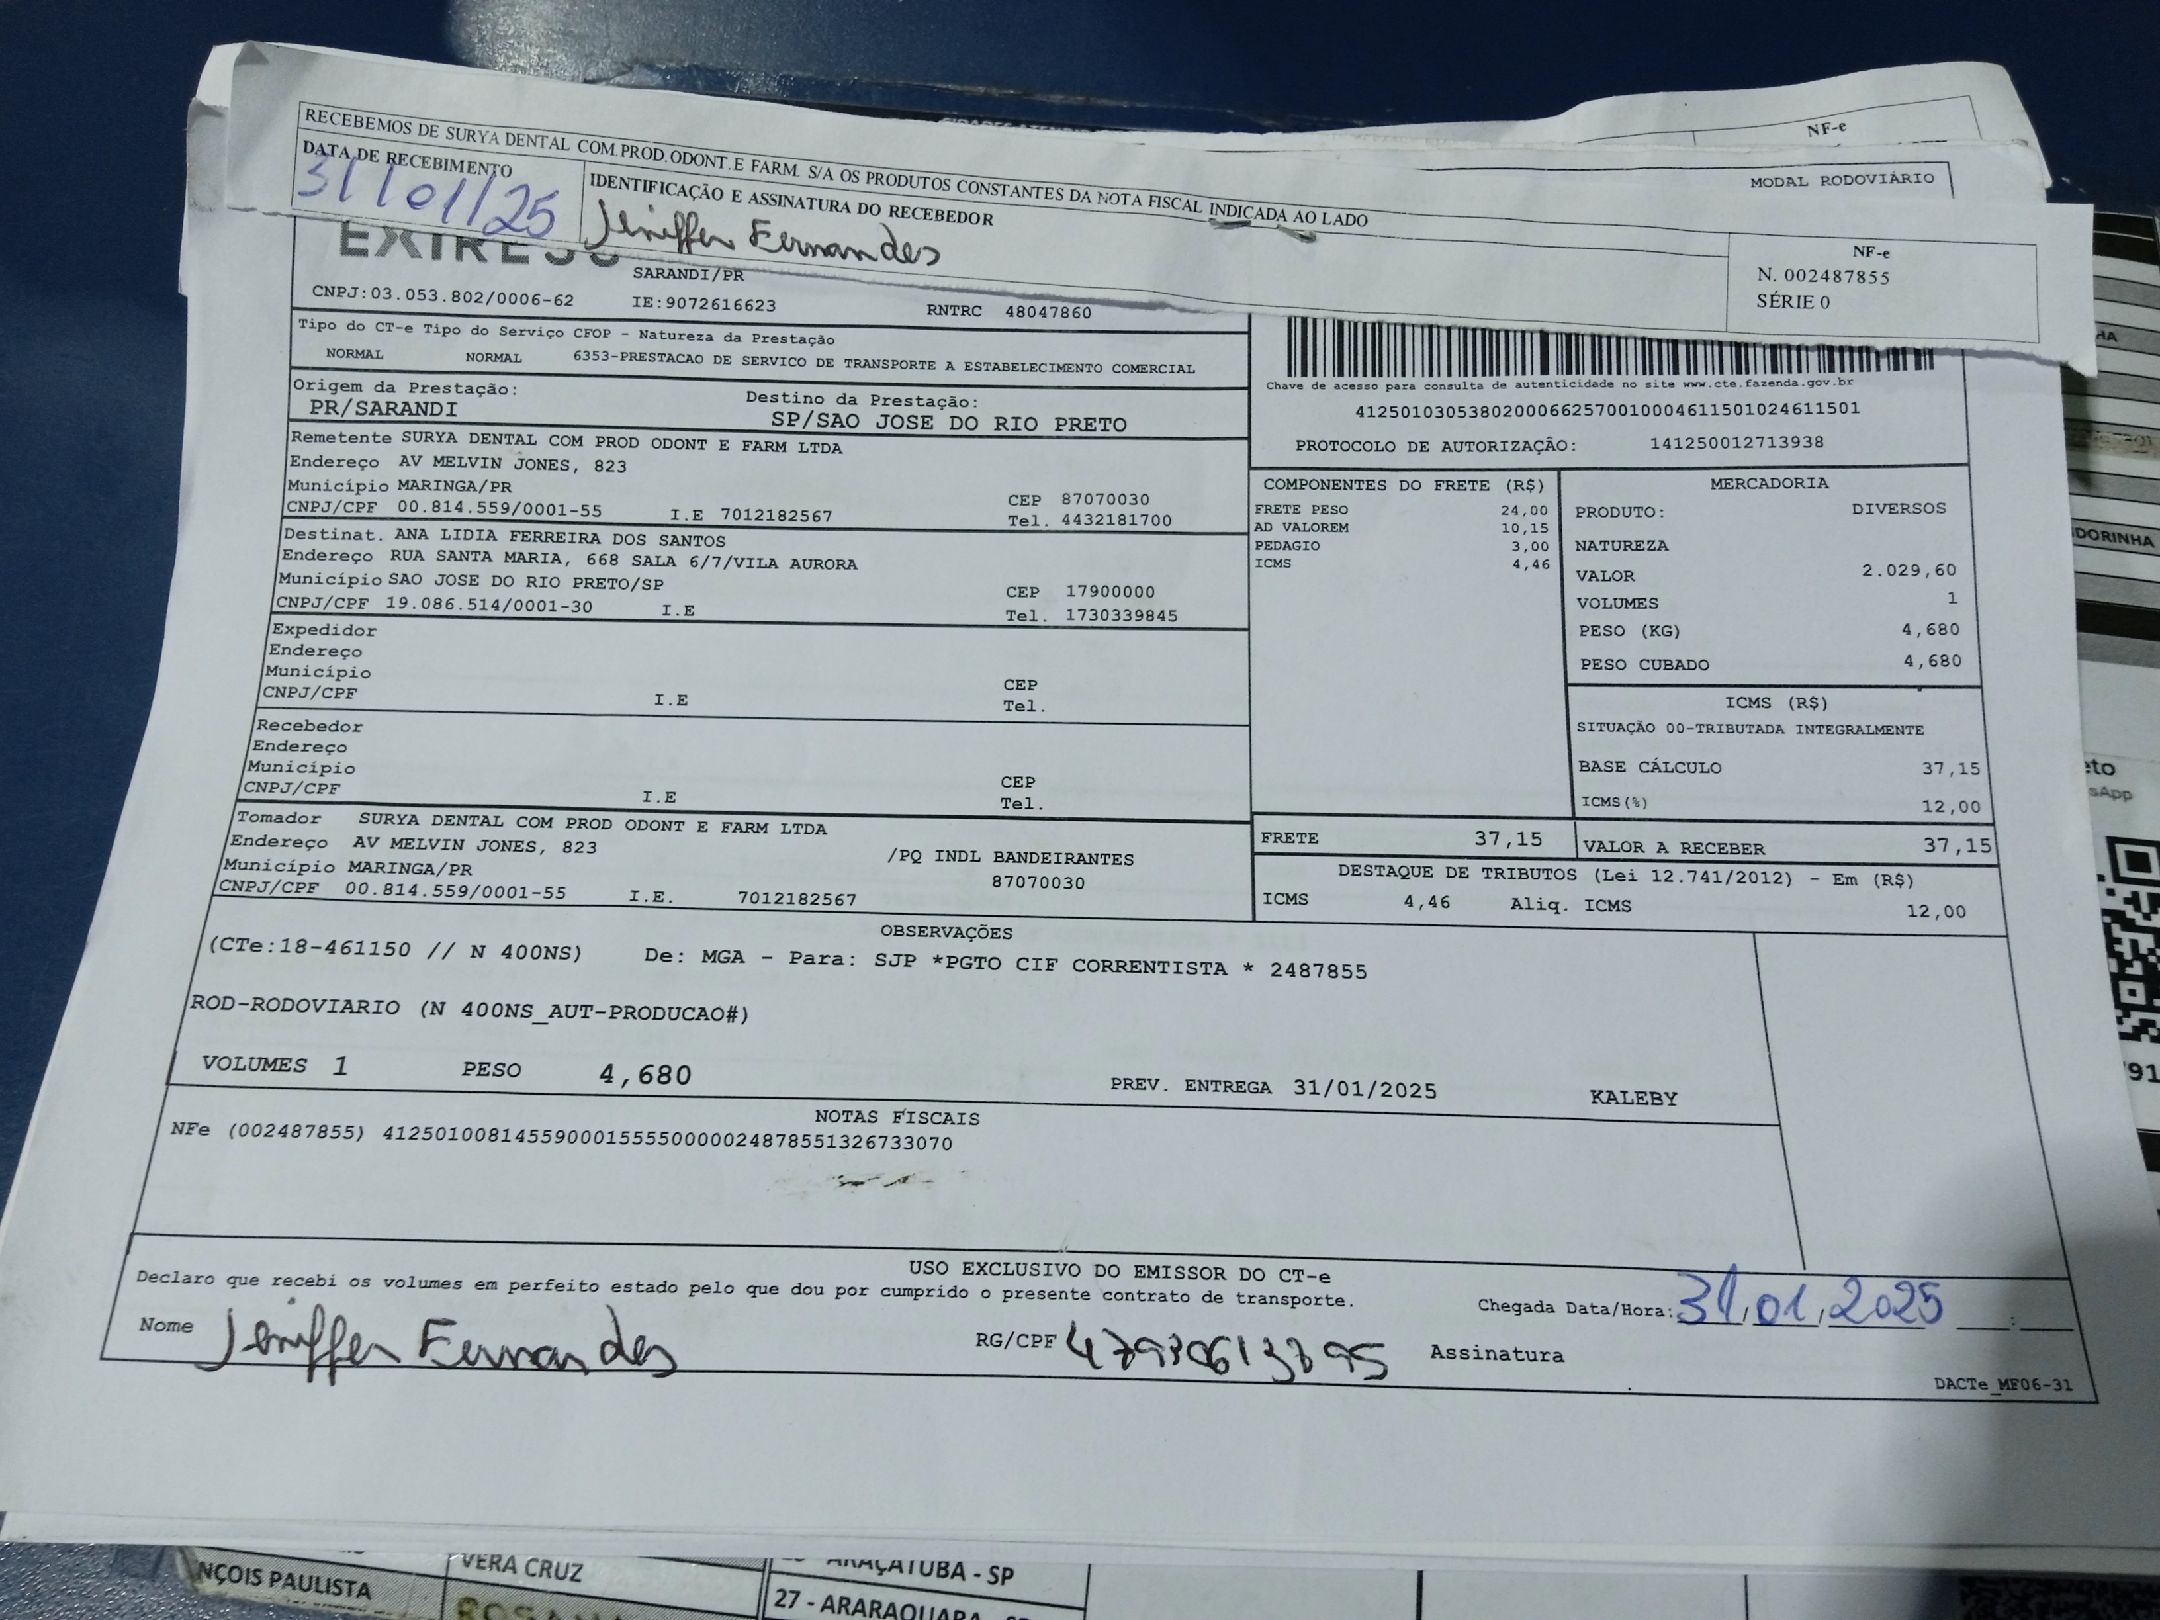 RECEBEMOS DE SURYA DENTAL COM.PROD.ODONT.E FARM. S/A OS PRODUTOS CONSTANTES DA NOTA FISCAL INDICADA AO LADO
DATA DE RECEBIMENTO
31/01/25
IDENTIFICAÇÃO E ASSINATURA DO RECEBEDOR
Jeniffer Fernandes
NF-e
N. 002487855
SÉRIE 0
NF-e
MODAL RODOVIÁRIO
SARANDI/PR
CNPJ:03.053.802/0006-62 IE:9072616623 RNTRC 48047860
Tipo do CT-e Tipo do Serviço CFOP - Natureza da Prestação
NORMAL NORMAL 6353-PRESTACAO DE SERVICO DE TRANSPORTE A ESTABELECIMENTO COMERCIAL
Origem da Prestação: Destino da Prestação:
PR/SARANDI SP/SAO JOSE DO RIO PRETO
Chave de acesso para consulta de autenticidade no site www.cte.fazenda.gov.br
41250103053802000662570010004611501024611501
PROTOCOLO DE AUTORIZAÇÃO: 141250012713938
Remetente SURYA DENTAL COM PROD ODONT E FARM LTDA
Endereço AV MELVIN JONES, 823
Município MARINGA/PR CEP 87070030
CNPJ/CPF 00.814.559/0001-55 I.E 7012182567 Tel. 4432181700
Destinat. ANA LIDIA FERREIRA DOS SANTOS
Endereço RUA SANTA MARIA, 668 SALA 6/7/VILA AURORA
Município SAO JOSE DO RIO PRETO/SP CEP 17900000
CNPJ/CPF 19.086.514/0001-30 I.E Tel. 1730339845
Expedidor
Endereço
Município CEP
CNPJ/CPF I.E Tel.
Recebedor
Endereço
Município CEP
CNPJ/CPF I.E Tel.
Tomador SURYA DENTAL COM PROD ODONT E FARM LTDA
Endereço AV MELVIN JONES, 823 /PQ INDL BANDEIRANTES
Município MARINGA/PR 87070030
CNPJ/CPF 00.814.559/0001-55 I.E. 7012182567
COMPONENTES DO FRETE (R$)
FRETE PESO 24,00
AD VALOREM 10,15
PEDAGIO 3,00
ICMS 4,46
MERCADORIA
PRODUTO: DIVERSOS
NATUREZA
VALOR 2.029,60
VOLUMES 1
PESO (KG) 4,680
PESO CUBADO 4,680
ICMS (R$)
SITUAÇÃO 00-TRIBUTADA INTEGRALMENTE
BASE CÁLCULO 37,15
ICMS(%) 12,00
FRETE 37,15 VALOR A RECEBER 37,15
DESTAQUE DE TRIBUTOS (Lei 12.741/2012) - Em (R$)
ICMS 4,46 Aliq. ICMS 12,00
OBSERVAÇÕES
(CTe:18-461150 // N 400NS) De: MGA - Para: SJP *PGTO CIF CORRENTISTA * 2487855
ROD-RODOVIARIO (N 400NS_AUT-PRODUCAO#)
VOLUMES 1 PESO 4,680 PREV. ENTREGA 31/01/2025 KALEBY
NOTAS FISCAIS
NFe (002487855) 41250100814559000155550000024878551326733070
USO EXCLUSIVO DO EMISSOR DO CT-e
Declaro que recebi os volumes em perfeito estado pelo que dou por cumprido o presente contrato de transporte.
Chegada Data/Hora: 31/01/2025 :
Nome Jeniffer Fernandes RG/CPF Assinatura
DACTe_MF06-31
NÇOIS PAULISTA
VERA CRUZ
ARAÇATUBA - SP
27 - ARARAQUARA
DORINHA